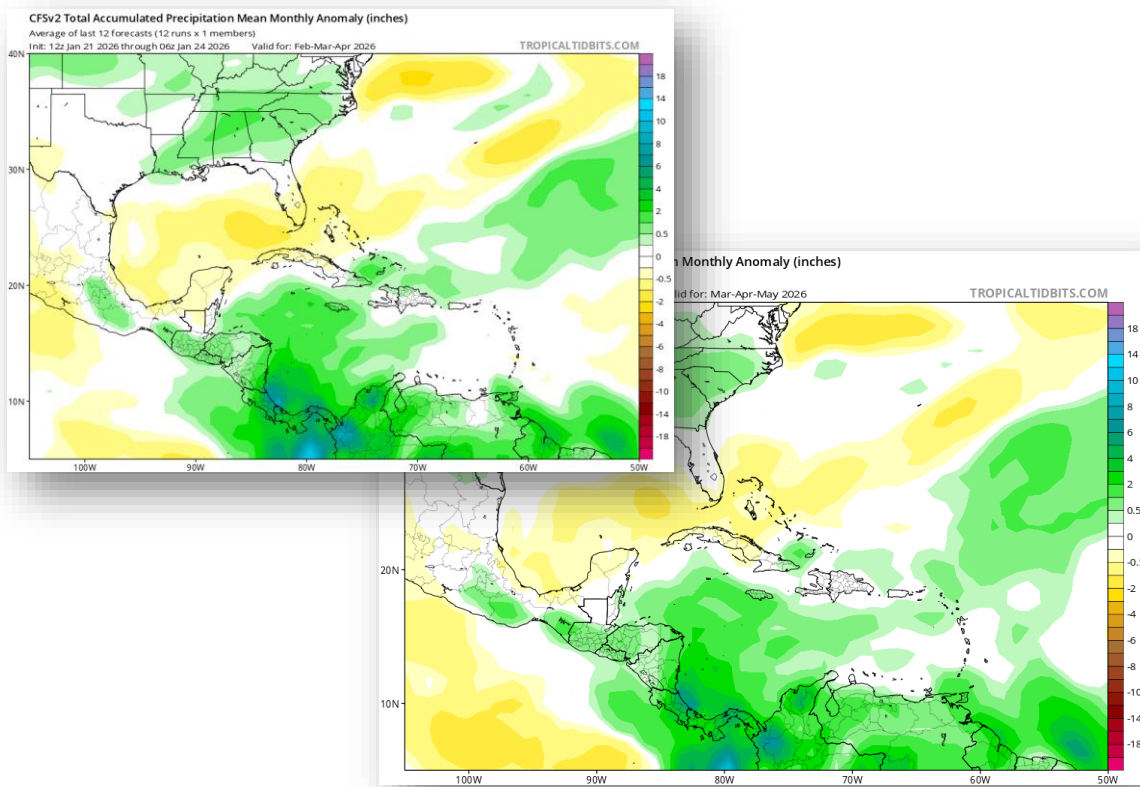 CFSv2 Total Accumulated Precipitation Mean Monthly Anomaly (inches)
Average of last 12 forecasts (12 runs x 1 members)
Init: 12z Jan 21 2026 through 06z Jan 24 2026 Valid for: Feb-Mar-Apr 2026 TROPICALTIDBITS.COM
40N
30N
20N
10N
100W 90W 80W 70W 60W 50W
18
14
10
8
6
4
2
0.5
0
-0.5
-2
-4
-6
-8
-10
-14
-18
n Monthly Anomaly (inches)
lid for: Mar-Apr-May 2026 TROPICALTIDBITS.COM
20N
10N
100W 90W 80W 70W 60W 50W
18
14
10
8
6
4
2
0.5
0
-0.
-2
-4
-6
-8
-10
-14
-18